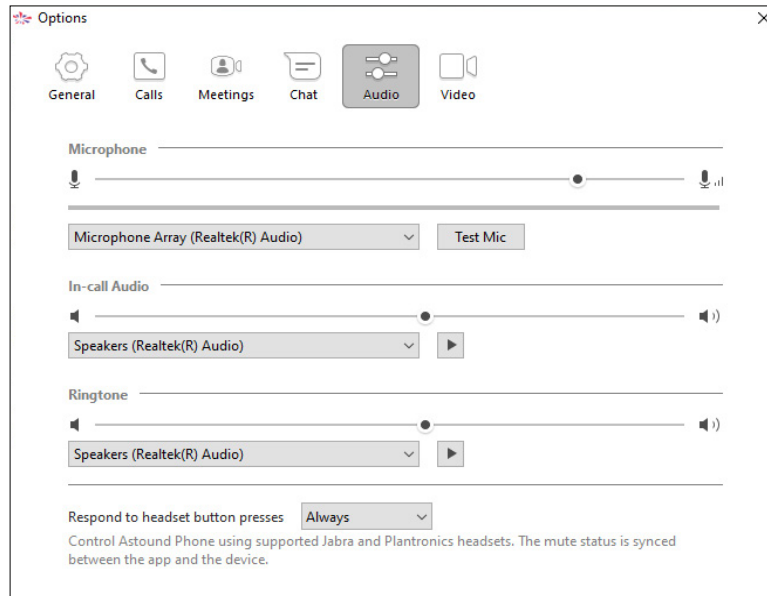 Options
General Calls Meetings Chat Audio Video
Microphone
Microphone Array (Realtek(R) Audio) Test Mic
In-call Audio
Speakers (Realtek(R) Audio)
Ringtone
Speakers (Realtek(R) Audio)
Respond to headset button presses Always
Control Astound Phone using supported Jabra and Plantronics headsets. The mute status is synced
between the app and the device.